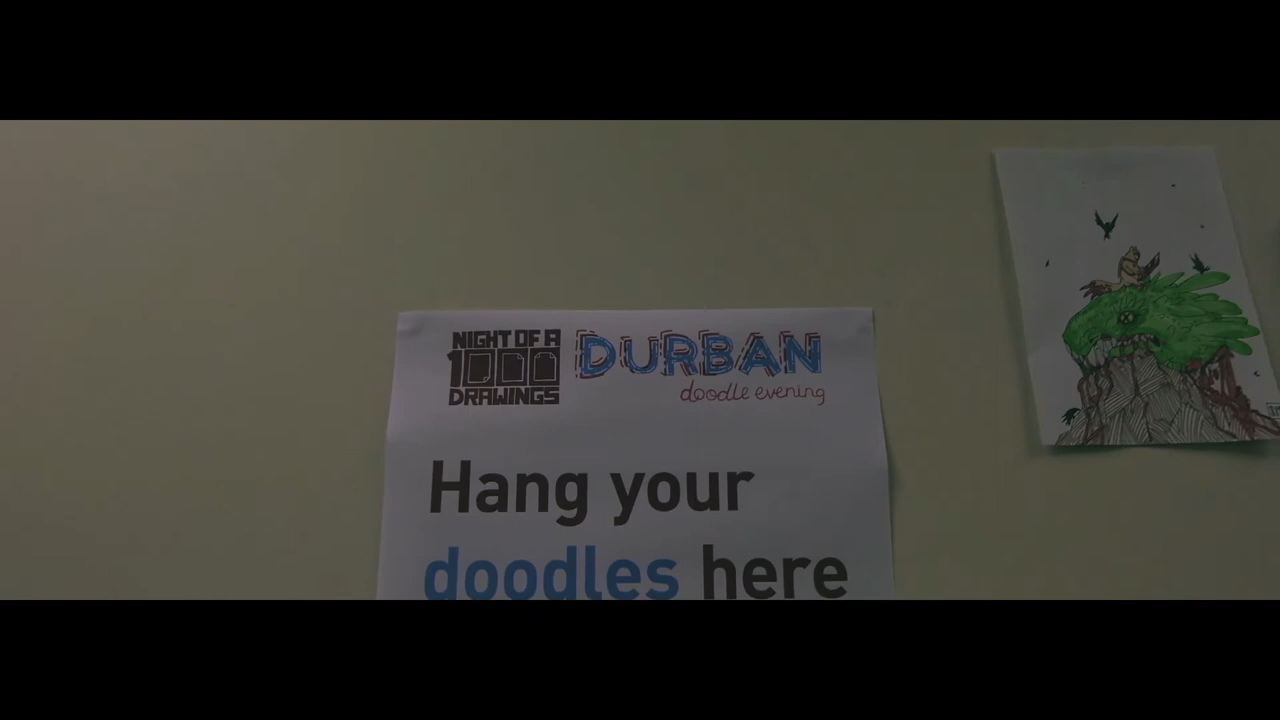 NIGHT OF A
1000
DRAWINGS
DURBAN
doodle evening
Hang your
doodles here